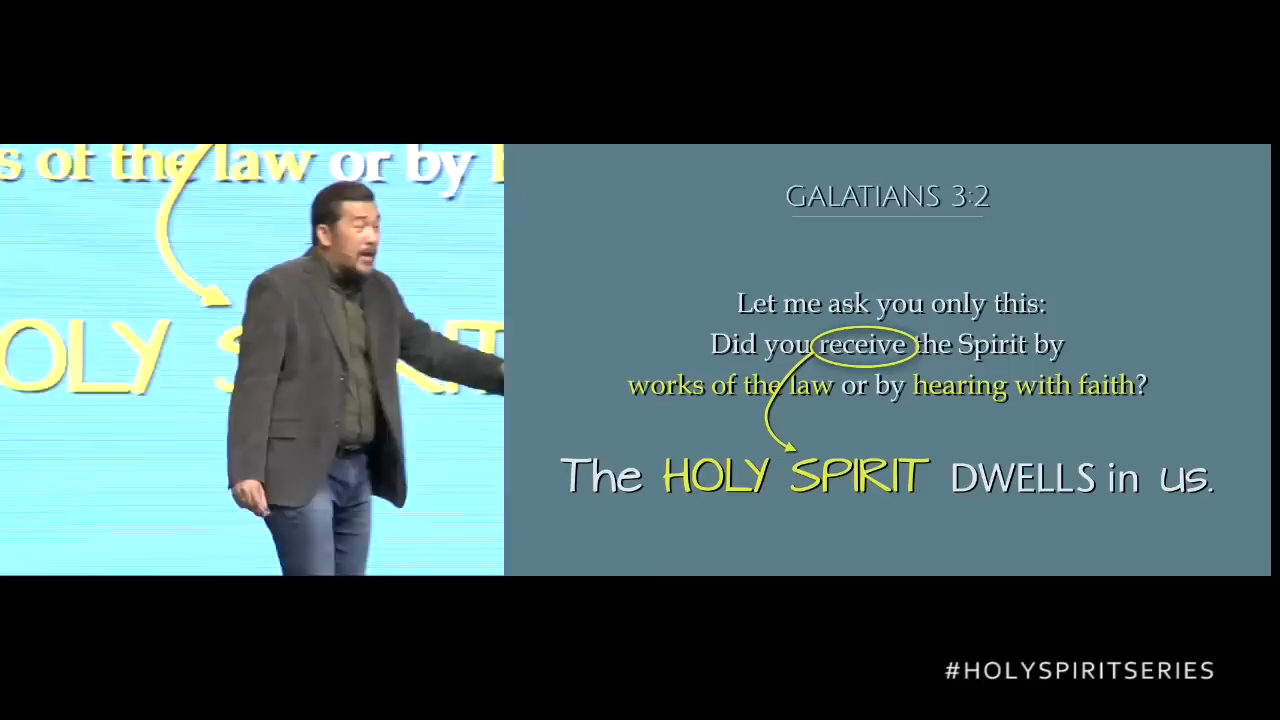 s of the law or by
OLY SPIRIT
GALATIANS 3:2
Let me ask you only this:
Did you receive the Spirit by
works of the law or by hearing with faith?
The HOLY SPIRIT DWELLS in us.
#HOLYSPIRITSERIES